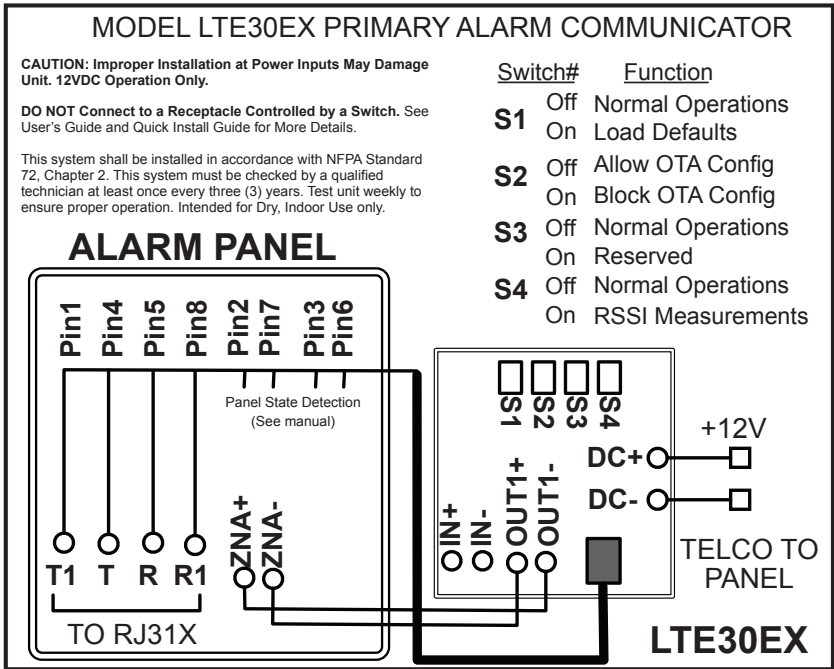 MODEL LTE30EX PRIMARY ALARM COMMUNICATOR
CAUTION: Improper Installation at Power Inputs May Damage
Unit. 12VDC Operation Only.
DO NOT Connect to a Receptacle Controlled by a Switch. See
User's Guide and Quick Install Guide for More Details.
This system shall be installed in accordance with NFPA Standard
72, Chapter 2. This system must be checked by a qualified
technician at least once every three (3) years. Test unit weekly to
ensure proper operation. Intended for Dry, Indoor Use only.
Switch# Function
S1 Off Normal Operations
On Load Defaults
S2 Off Allow OTA Config
On Block OTA Config
S3 Off Normal Operations
On Reserved
S4 Off Normal Operations
On RSSI Measurements
ALARM PANEL
Pin1 Pin4 Pin5 Pin8 Pin2 Pin7 Pin3 Pin6
Panel State Detection
(See manual)
ZNA+ ZNA-
T1 T R R1
TO RJ31X
S1 S2 S3 S4
+12V
DC+
DC-
IN+ IN- OUT1+ OUT1-
TELCO TO
PANEL
LTE30EX